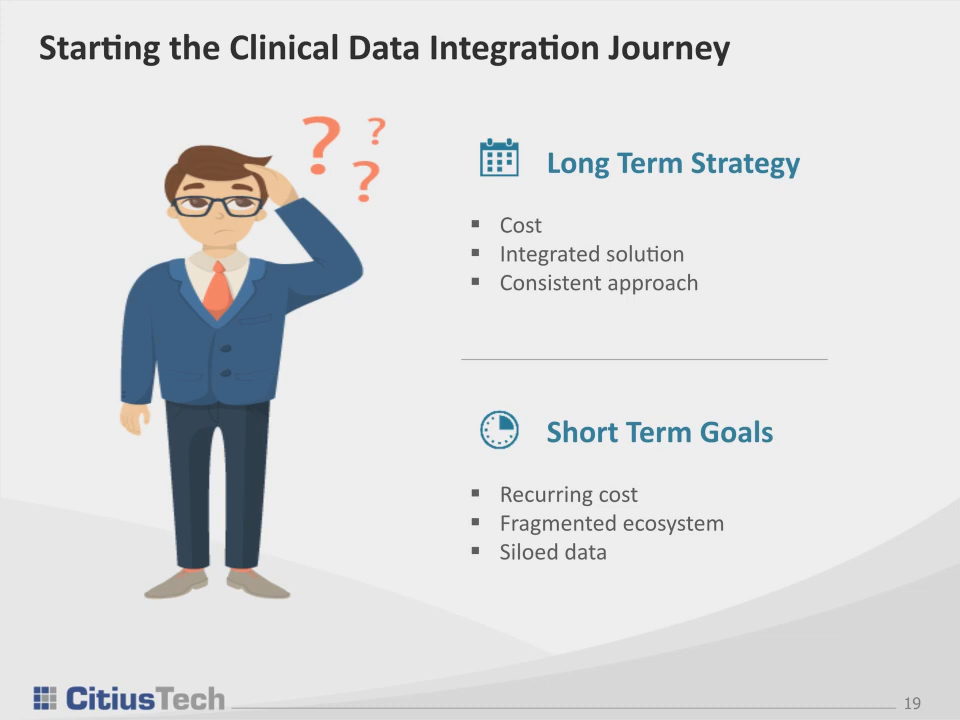 Starting the Clinical Data Integration Journey
? ? ?
Long Term Strategy
▪ Cost
▪ Integrated solution
▪ Consistent approach
Short Term Goals
▪ Recurring cost
▪ Fragmented ecosystem
▪ Siloed data
CitiusTech
19